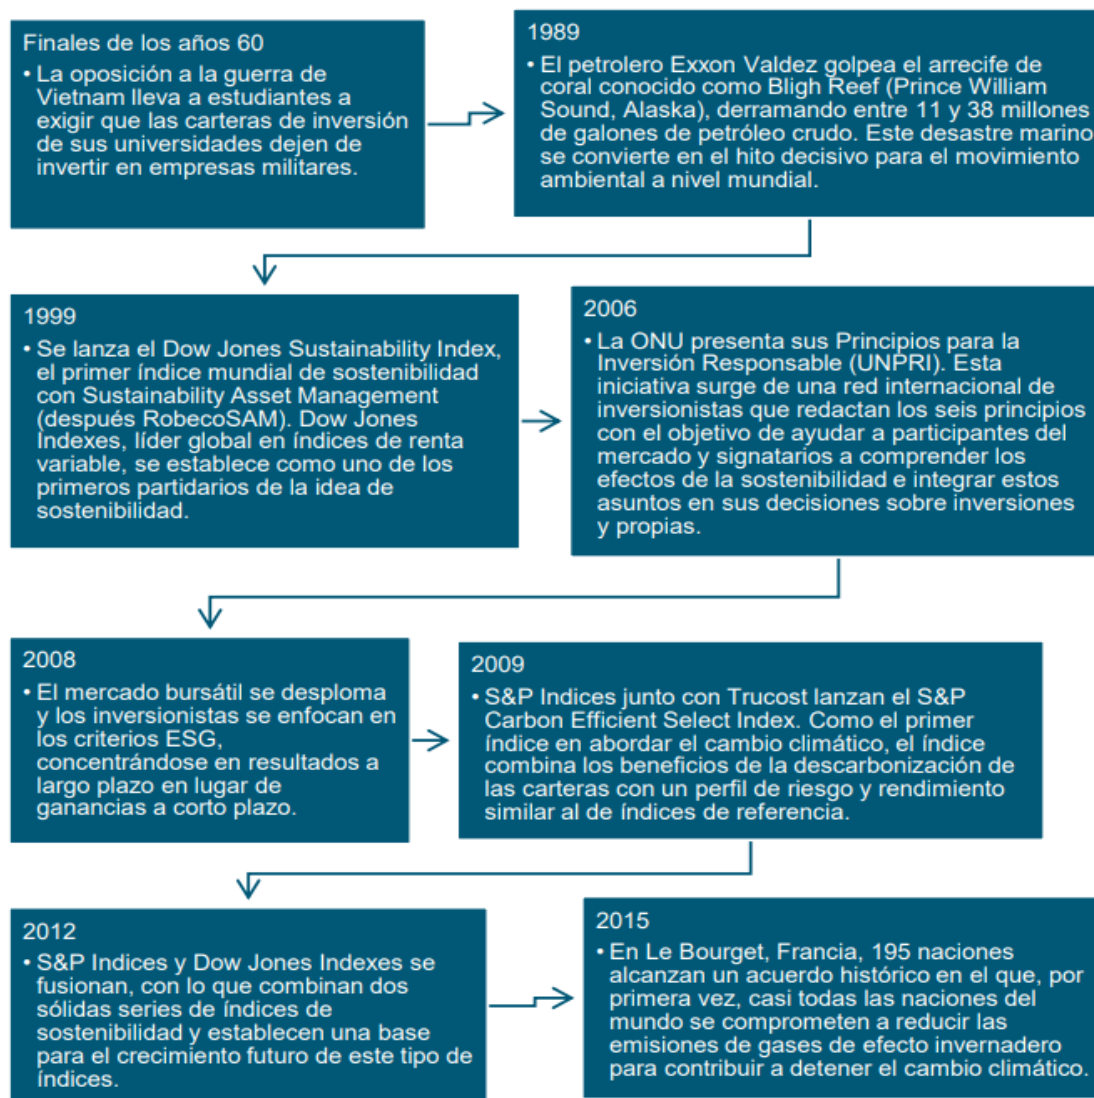 Finales de los años 60
• La oposición a la guerra de
Vietnam lleva a estudiantes a
exigir que las carteras de inversión
de sus universidades dejen de
invertir en empresas militares.
1989
• El petrolero Exxon Valdez golpea el arrecife de
coral conocido como Bligh Reef (Prince William
Sound, Alaska), derramando entre 11 y 38 millones
de galones de petróleo crudo. Este desastre marino
se convierte en el hito decisivo para el movimiento
ambiental a nivel mundial.
1999
• Se lanza el Dow Jones Sustainability Index,
el primer índice mundial de sostenibilidad
con Sustainability Asset Management
(después RobecoSAM). Dow Jones
Indexes, líder global en índices de renta
variable, se establece como uno de los
primeros partidarios de la idea de
sostenibilidad.
2006
• La ONU presenta sus Principios para la
Inversión Responsable (UNPRI). Esta
iniciativa surge de una red internacional de
inversionistas que redactan los seis principios
con el objetivo de ayudar a participantes del
mercado y signatarios a comprender los
efectos de la sostenibilidad e integrar estos
asuntos en sus decisiones sobre inversiones
y propias.
2008
• El mercado bursátil se desploma
y los inversionistas se enfocan en
los criterios ESG,
concentrándose en resultados a
largo plazo en lugar de
ganancias a corto plazo.
2009
• S&P Indices junto con Trucost lanzan el S&P
Carbon Efficient Select Index. Como el primer
índice en abordar el cambio climático, el índice
combina los beneficios de la descarbonización de
las carteras con un perfil de riesgo y rendimiento
similar al de índices de referencia.
2012
• S&P Indices y Dow Jones Indexes se
fusionan, con lo que combinan dos
sólidas series de índices de
sostenibilidad y establecen una base
para el crecimiento futuro de este tipo de
índices.
2015
• En Le Bourget, Francia, 195 naciones
alcanzan un acuerdo histórico en el que, por
primera vez, casi todas las naciones del
mundo se comprometen a reducir las
emisiones de gases de efecto invernadero
para contribuir a detener el cambio climático.